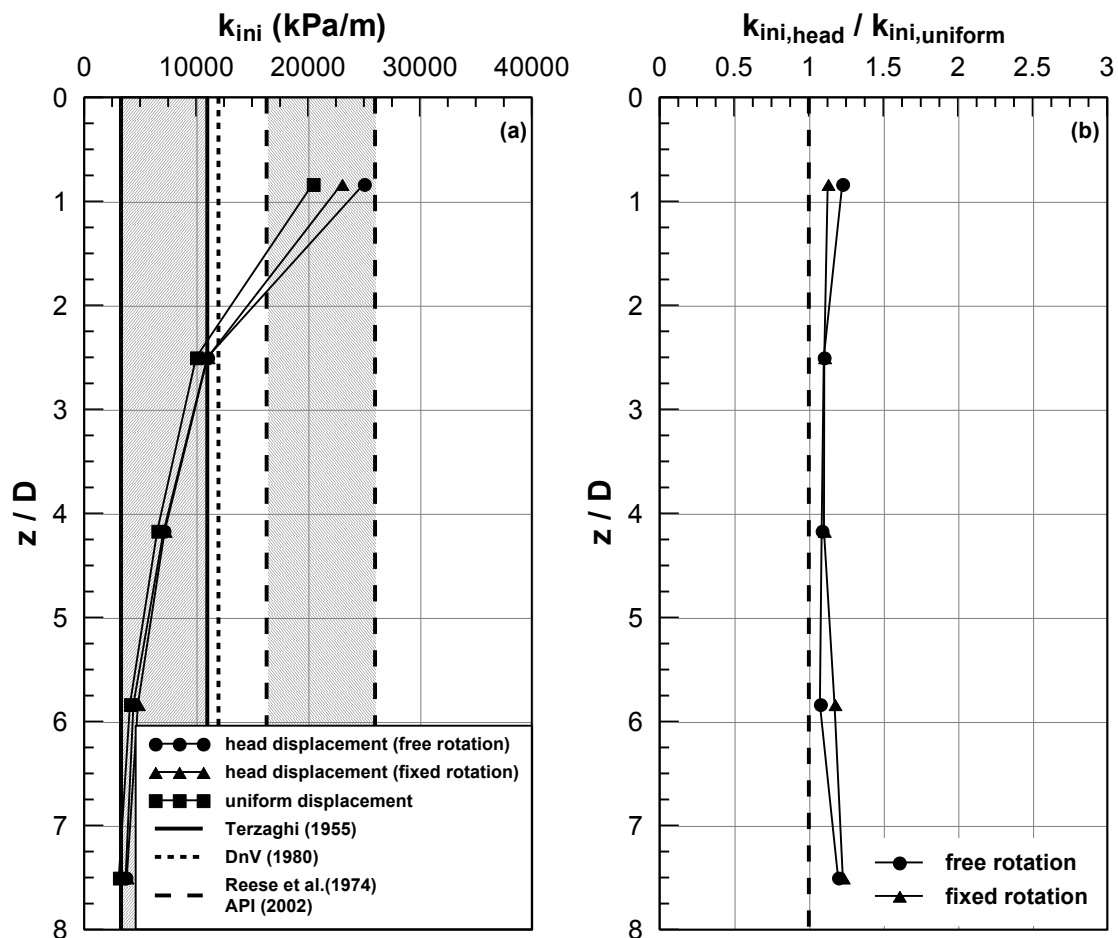 k_ini (kPa/m)
0 10000 20000 30000 40000
(a)
0
1
2
3
4
5
6
7
8
z / D
head displacement (free rotation)
head displacement (fixed rotation)
uniform displacement
Terzaghi (1955)
DnV (1980)
Reese et al.(1974)
API (2002)
k_ini,head / k_ini,uniform
0 0.5 1 1.5 2 2.5 3
(b)
0
1
2
3
4
5
6
7
8
z / D
free rotation
fixed rotation